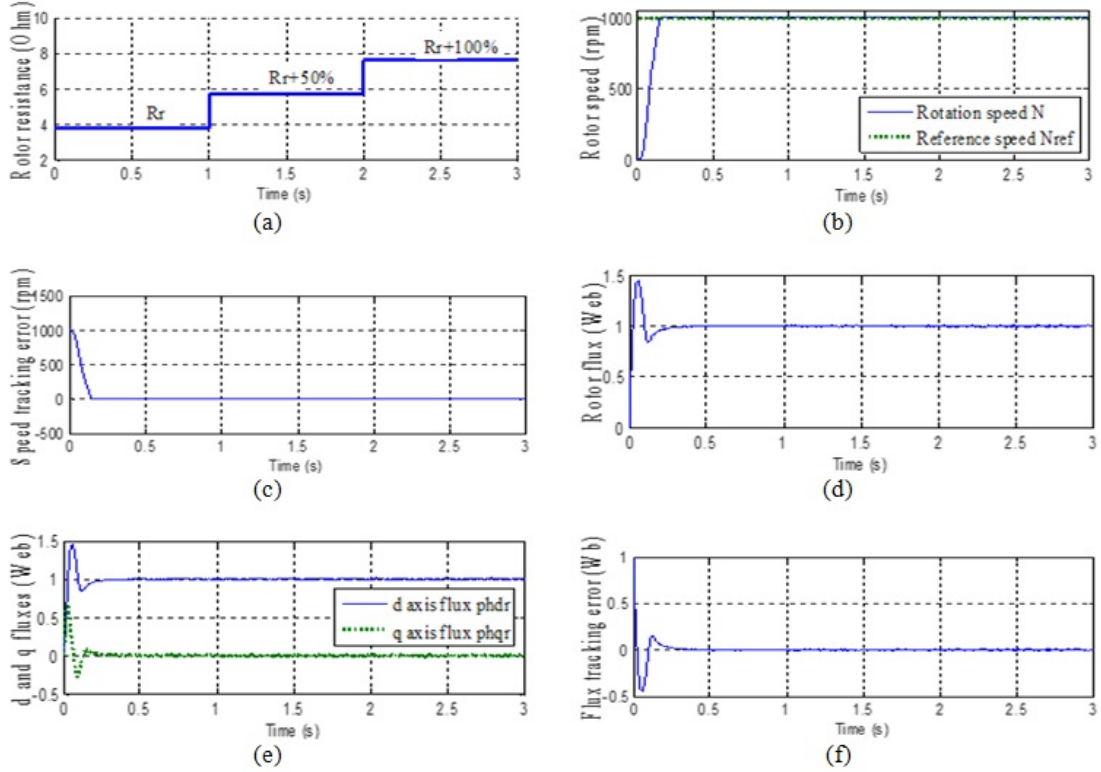 Rotor resistance (Ohm)
10
8
6
4
2
Rr
Rr+50%
Rr+100%
0 0.5 1 1.5 2 2.5 3
Time (s)
(a)
Rotor speed (rpm)
1000
500
0
Rotation speed N
Reference speed Nref
0 0.5 1 1.5 2 2.5 3
Time (s)
(b)
Speed tracking error (rpm)
1500
1000
500
0
-500
0 0.5 1 1.5 2 2.5 3
Time (s)
(c)
Rotor flux (Web)
1.5
1
0.5
0
0 0.5 1 1.5 2 2.5 3
Time (s)
(d)
d and q fluxes (Web)
1.5
1
0.5
0
-0.5
d axis flux phdr
q axis flux phqr
0 0.5 1 1.5 2 2.5 3
Time (s)
(e)
Flux tracking error (Wb)
1
0.5
0
-0.5
0 0.5 1 1.5 2 2.5 3
Time (s)
(f)